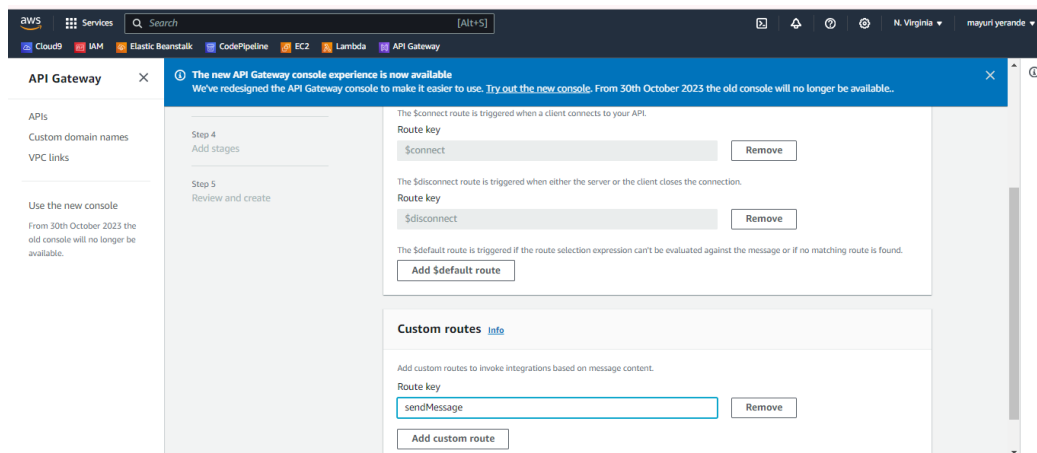 aws Services Search [Alt+S] N. Virginia mayuri yerande
Cloud9 IAM Elastic Beanstalk CodePipeline EC2 Lambda API Gateway
API Gateway
APIs
Custom domain names
VPC links
Use the new console
From 30th October 2023 the
old console will no longer be
available.
The new API Gateway console experience is now available
We've redesigned the API Gateway console to make it easier to use. Try out the new console. From 30th October 2023 the old console will no longer be available..
Step 4
Add stages
Step 5
Review and create
The $connect route is triggered when a client connects to your API.
Route key
$connect Remove
The $disconnect route is triggered when either the server or the client closes the connection.
Route key
$disconnect Remove
The $default route is triggered if the route selection expression can't be evaluated against the message or if no matching route is found.
Add $default route
Custom routes Info
Add custom routes to invoke integrations based on message content.
Route key
sendMessage Remove
Add custom route